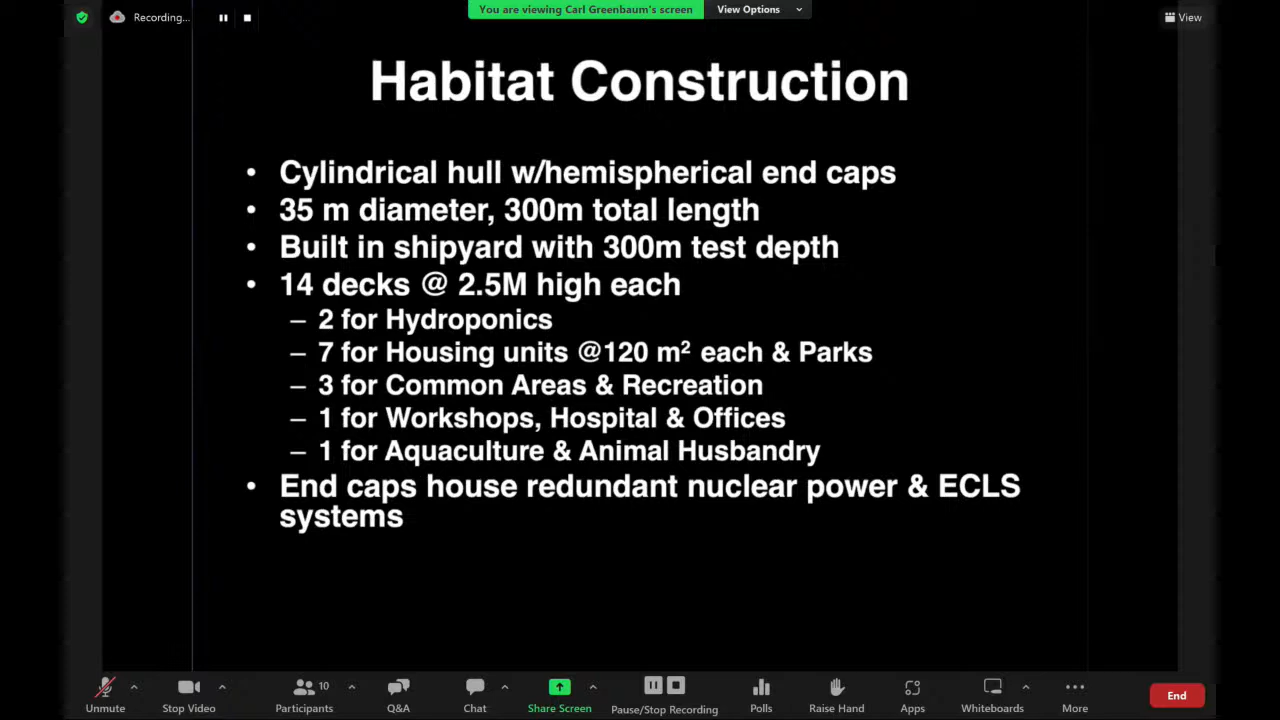 Recording...
You are viewing Carl Greenbaum's screen
View Options
View
Habitat Construction
• Cylindrical hull w/hemispherical end caps
• 35 m diameter, 300m total length
• Built in shipyard with 300m test depth
• 14 decks @ 2.5M high each
– 2 for Hydroponics
– 7 for Housing units @120 m² each & Parks
– 3 for Common Areas & Recreation
– 1 for Workshops, Hospital & Offices
– 1 for Aquaculture & Animal Husbandry
• End caps house redundant nuclear power & ECLS
systems
Unmute
Stop Video
Participants
10
Q&A
Chat
Share Screen
Pause/Stop Recording
Polls
Raise Hand
Apps
Whiteboards
More
End